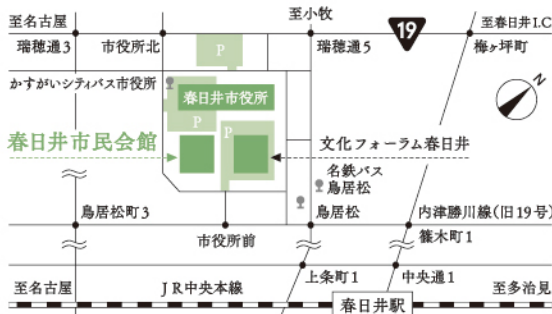 至名古屋
至小牧
19
至春日井I.C
瑞穂通3
市役所北
P
瑞穂通5
梅ヶ坪町
かすがいシティバス市役所
春日井市役所
N
P
P
春日井市民会館
文化フォーラム春日井
名鉄バス
鳥居松
鳥居松町3
市役所前
鳥居松
内津勝川線(旧19号)
篠木町1
上条町1
中央通1
至名古屋
JR中央本線
春日井駅
至多治見